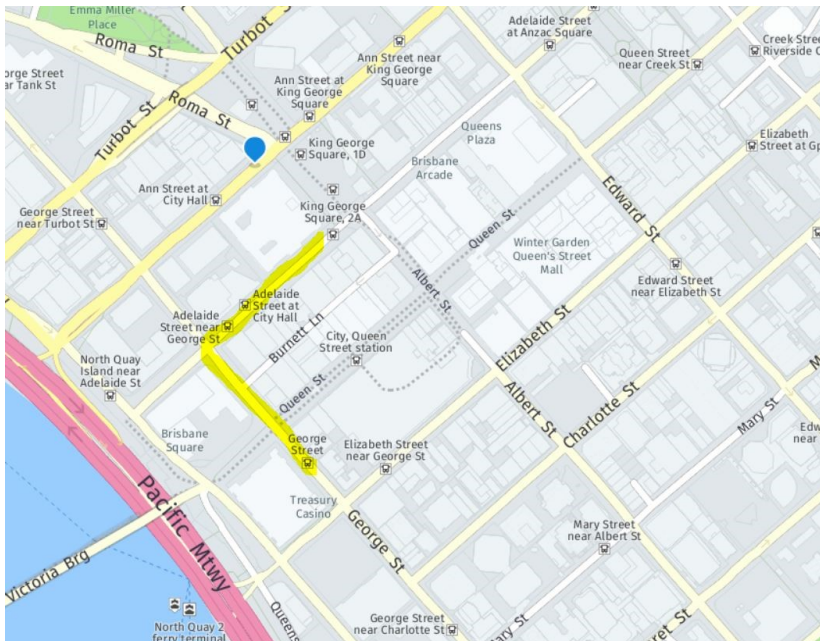 Emma Miller
Place
Roma St
Turbot St
Adelaide Street
at Anzac Square
Creek Stre
Riverside C
Queen Street
near Creek St
Ann Street near
King George
Square
orge Street
ar Tank St
Ann Street at
King George
Square
Roma St
Turbot St
Queens
Plaza
Elizabeth
Street at Gp
King George
Square, 1D
Brisbane
Arcade
Ann Street at
City Hall
Edward St
King George
Square, 2A
George Street
near Turbot St
Queen St
Winter Garden
Queen's Street
Mall
Albert St
Edward Street
near Elizabeth St
Adelaide
Street at
City Hall
Adelaide
Street near
George St
Burnett Ln
City, Queen
Street station
Elizabeth St
North Quay
Island near
Adelaide St
Queen St
Albert St
Charlotte St
Mary St
M
Edw
near
Brisbane
Square
George
Street
Elizabeth Street
near George St
Pacific Mtwy
Treasury
Casino
George St
Mary Street
near Albert St
Victoria Brg
North Quay 2
ferry terminal
Queens
George Street
near Charlotte St
ary St
ret St